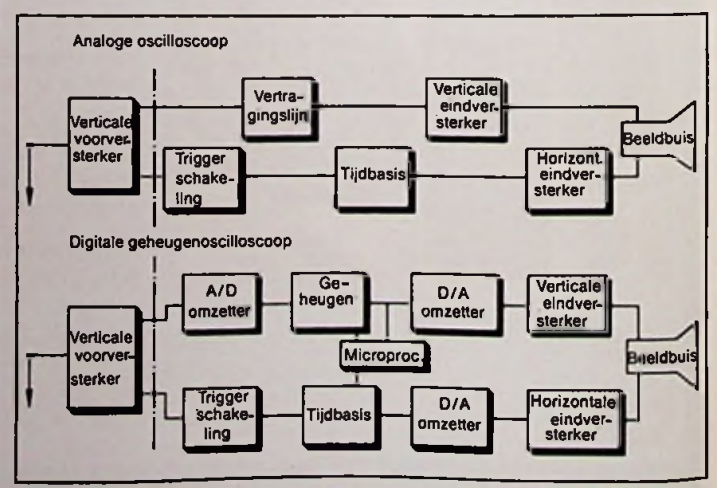 Analoge oscilloscoop
Verticale
voorver-
sterker
Vertra-
gingslijn
Verticale
eindver-
sterker
Beeldbuis
Trigger
schake-
ling
Tijdbasis
Horizont.
eindver-
sterker
Digitale geheugenoscilloscoop
Verticale
voorver-
sterker
A/D
omzetter
Ge-
heugen
D/A
omzetter
Verticale
eindver-
sterker
Microproc.
Beeldbuis
Trigger
schake-
ling
Tijdbasis
D/A
omzetter
Horizontale
eindver-
sterker